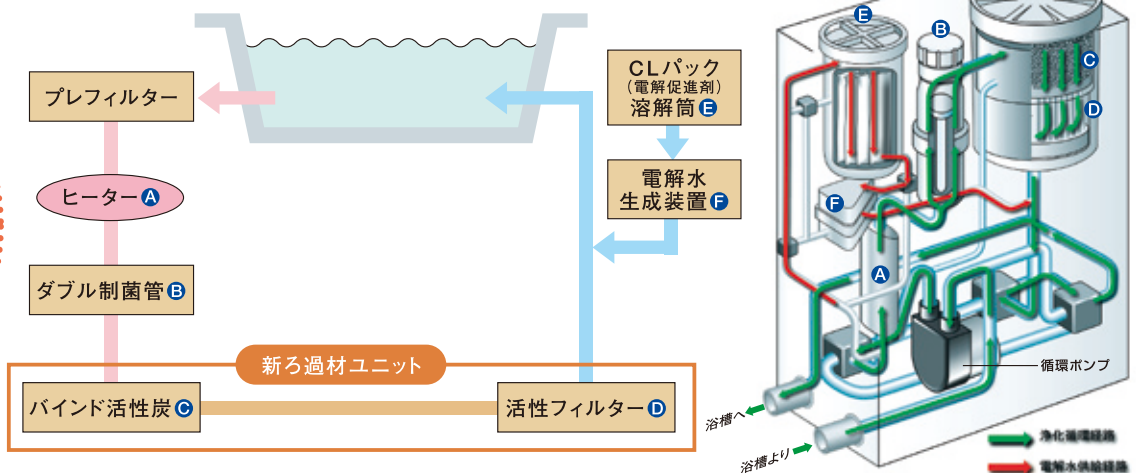 プレフィルター
ヒーターA
ダブル制菌管B
新ろ過材ユニット
バインド活性炭C
活性フィルターD
CLパック
(電解促進剤)
溶解筒E
電解水
生成装置F
E
B
C
D
F
A
循環ポンプ
浴槽へ
浴槽より
浄化循環経路
電解水供給経路